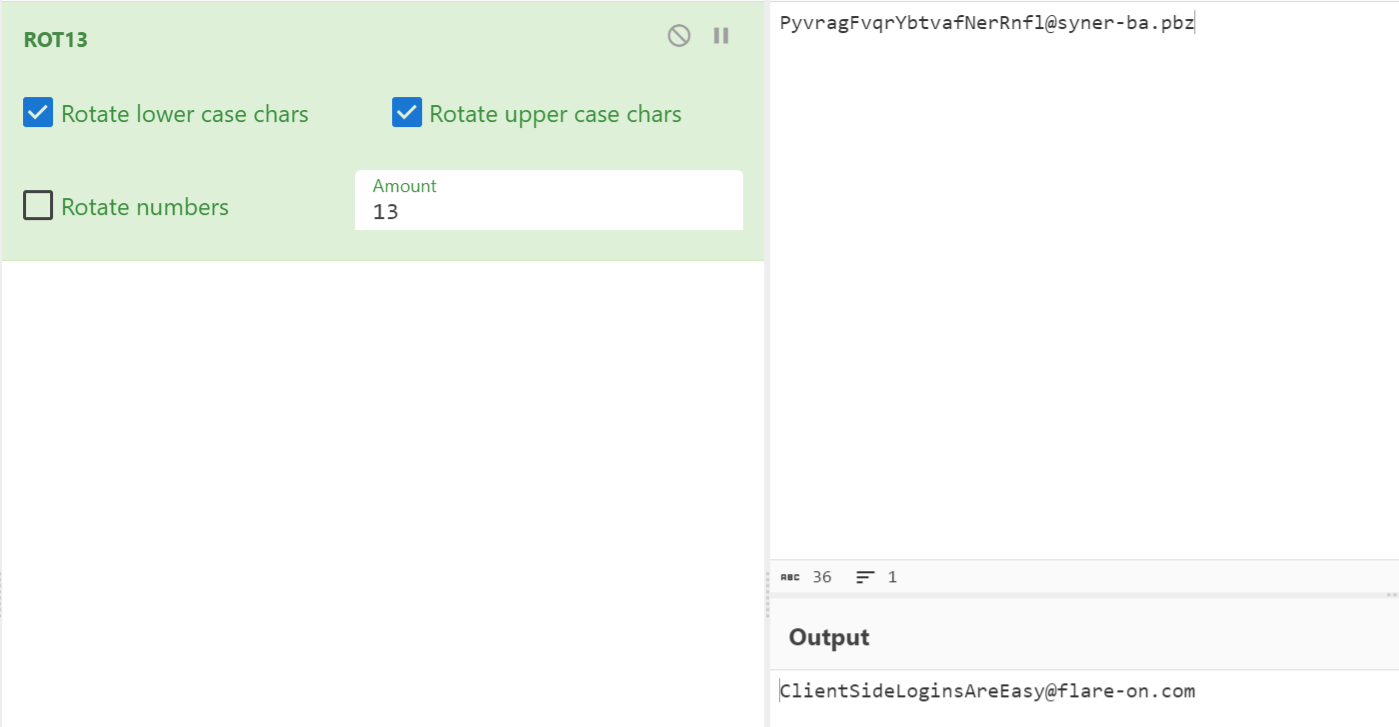 ROT13
Rotate lower case chars
Rotate upper case chars
Rotate numbers
Amount
13
PyvragFvqrYbtvafNerRnfl@syner-ba.pbz
ABC 36 1
Output
ClientSideLoginsAreEasy@flare-on.com